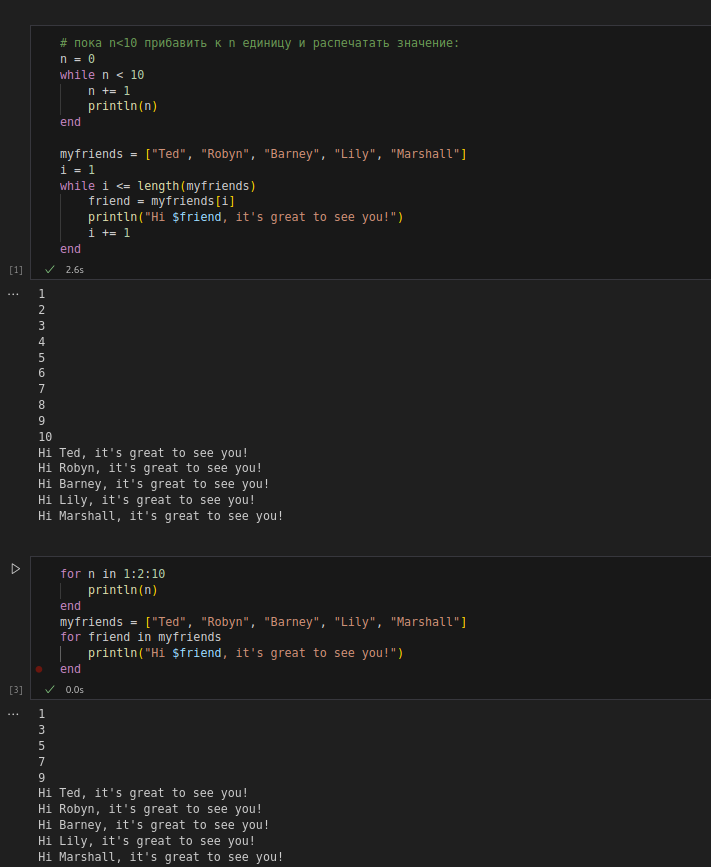 # пока n<10 прибавить к n единицу и распечатать значение:
n = 0
while n < 10
    n += 1
    println(n)
end

myfriends = ["Ted", "Robyn", "Barney", "Lily", "Marshall"]
i = 1
while i <= length(myfriends)
    friend = myfriends[i]
    println("Hi $friend, it's great to see you!")
    i += 1
end
[1] 2.6s
1
2
3
4
5
6
7
8
9
10
Hi Ted, it's great to see you!
Hi Robyn, it's great to see you!
Hi Barney, it's great to see you!
Hi Lily, it's great to see you!
Hi Marshall, it's great to see you!
for n in 1:2:10
    println(n)
end
myfriends = ["Ted", "Robyn", "Barney", "Lily", "Marshall"]
for friend in myfriends
    println("Hi $friend, it's great to see you!")
end
[3] 0.0s
1
3
5
7
9
Hi Ted, it's great to see you!
Hi Robyn, it's great to see you!
Hi Barney, it's great to see you!
Hi Lily, it's great to see you!
Hi Marshall, it's great to see you!